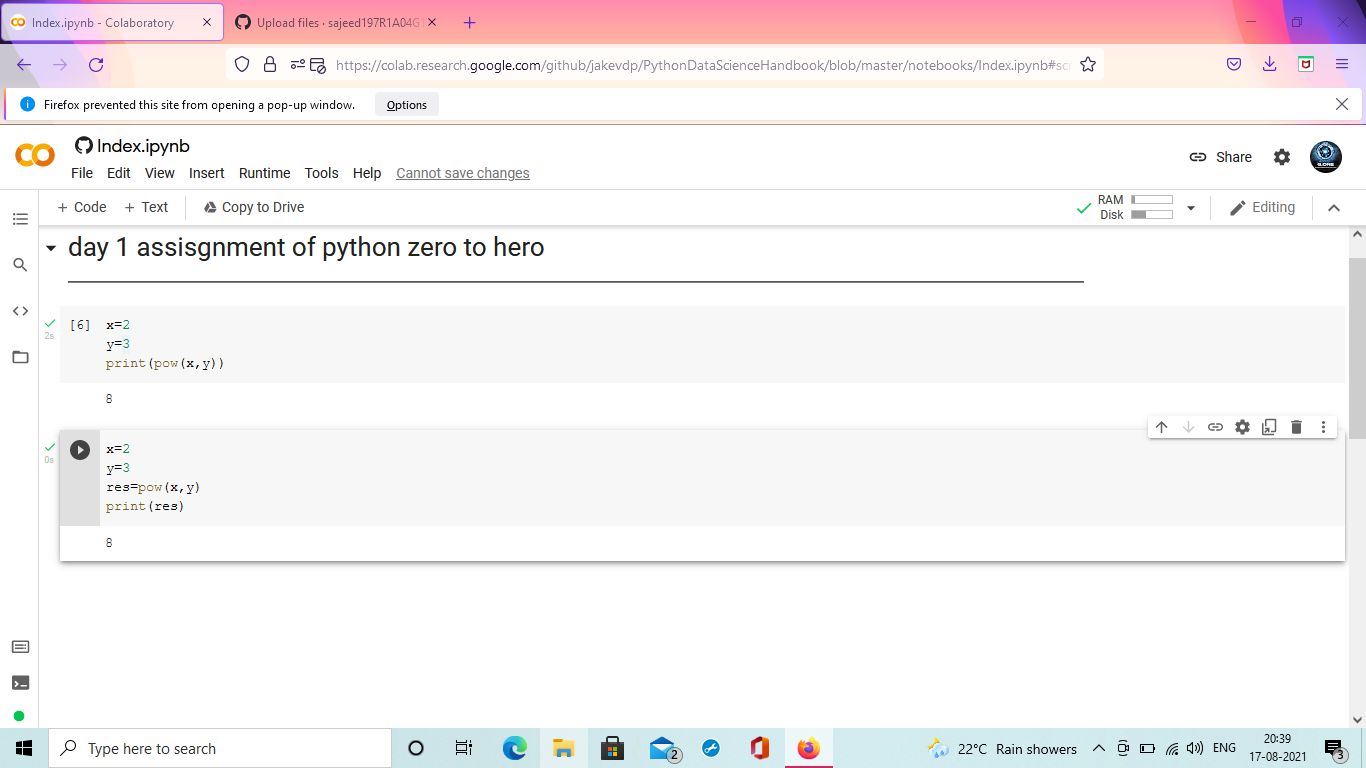 Index.ipynb - Colaboratory
Upload files · sajeed197R1A04G
https://colab.research.google.com/github/jakevdp/PythonDataScienceHandbook/blob/master/notebooks/Index.ipynb#sc
Firefox prevented this site from opening a pop-up window.
Options
Index.ipynb
Share
File Edit View Insert Runtime Tools Help Cannot save changes
+ Code + Text Copy to Drive
RAM
Disk
Editing
day 1 assisgnment of python zero to hero
[6] x=2
2s
y=3
print(pow(x,y))
8
x=2
0s
y=3
res=pow(x,y)
print(res)
8
Type here to search
2
22°C Rain showers
ENG
20:39
17-08-2021
3